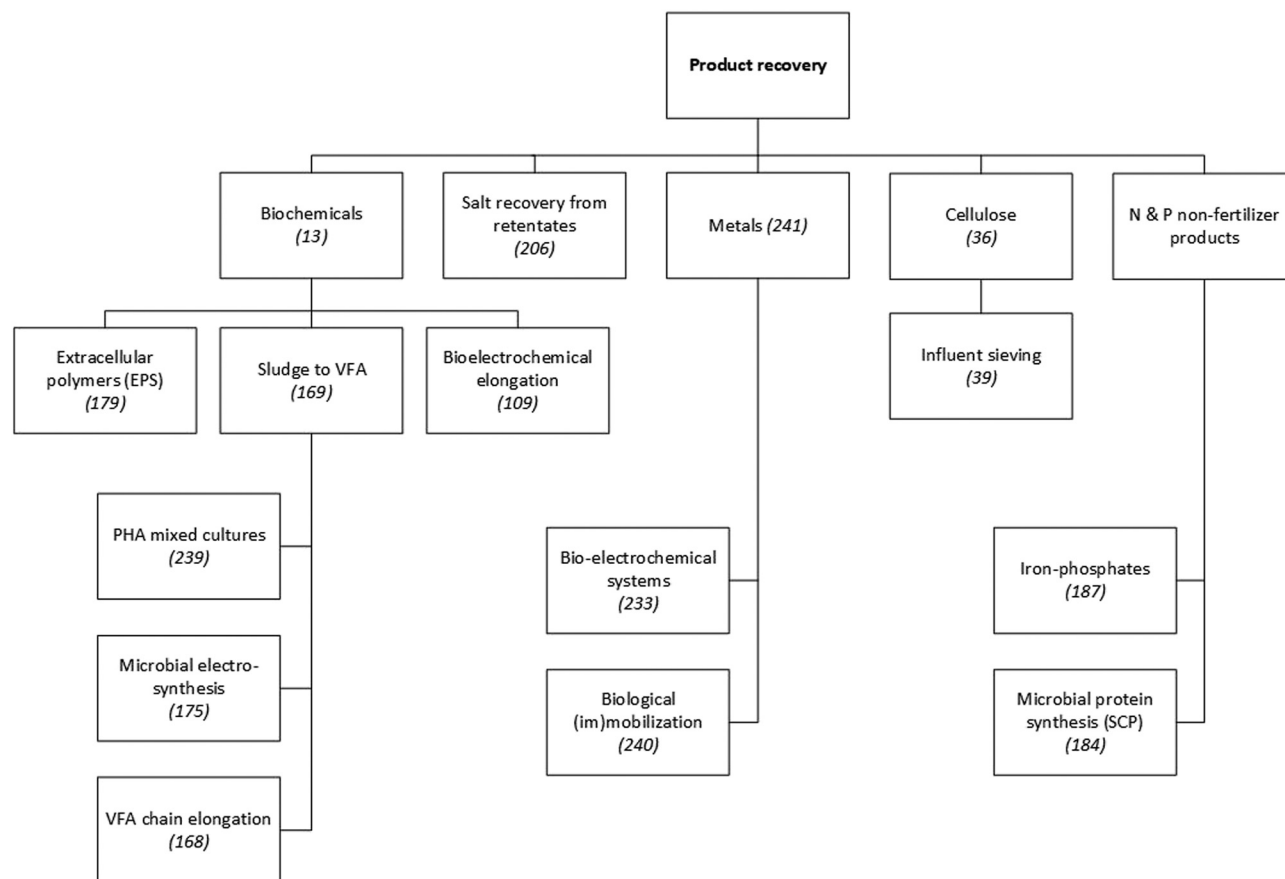 Product recovery
Biochemicals
(13)
Salt recovery from
retentates
(206)
Metals (241)
Cellulose
(36)
N & P non-fertilizer
products
Extracellular
polymers (EPS)
(179)
Sludge to VFA
(169)
Bioelectrochemical
elongation
(109)
Influent sieving
(39)
PHA mixed cultures
(239)
Microbial electro-
synthesis
(175)
VFA chain elongation
(168)
Bio-electrochemical
systems
(233)
Biological
(im)mobilization
(240)
Iron-phosphates
(187)
Microbial protein
synthesis (SCP)
(184)